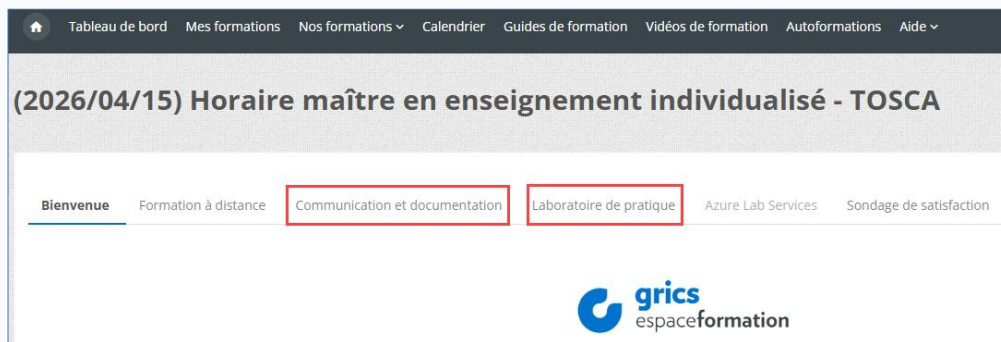 Tableau de bord Mes formations Nos formations Calendrier Guides de formation Vidéos de formation Autoformations Aide
(2026/04/15) Horaire maître en enseignement individualisé - TOSCA
Bienvenue Formation à distance Communication et documentation Laboratoire de pratique Azure Lab Services Sondage de satisfaction
grics
espaceformation